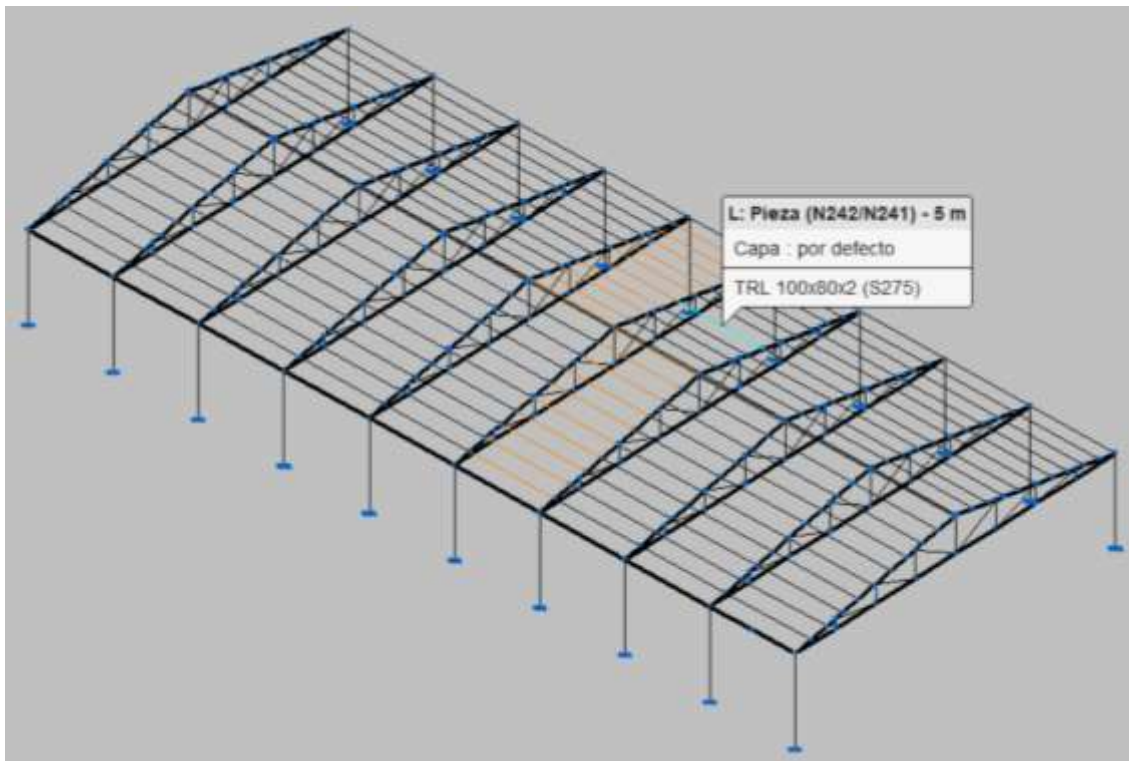 L: Pieza (N242/N241) - 5 m
Capa : por defecto
TRL 100x80x2 (S275)